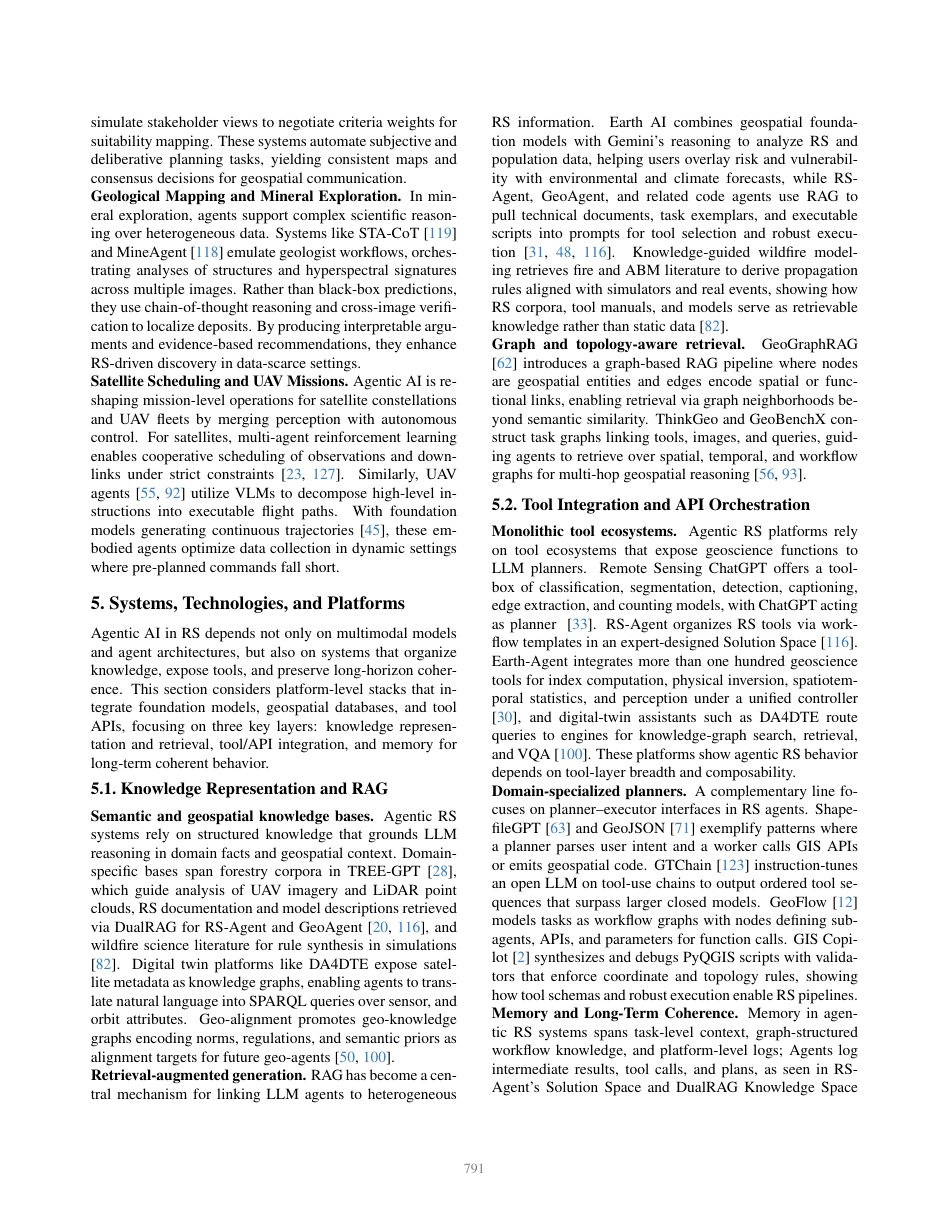 simulate stakeholder views to negotiate criteria weights for
suitability mapping. These systems automate subjective and
deliberative planning tasks, yielding consistent maps and
consensus decisions for geospatial communication.
Geological Mapping and Mineral Exploration. In min-
eral exploration, agents support complex scientific reason-
ing over heterogeneous data. Systems like STA-CoT [119]
and MineAgent [118] emulate geologist workflows, orches-
trating analyses of structures and hyperspectral signatures
across multiple images. Rather than black-box predictions,
they use chain-of-thought reasoning and cross-image verifi-
cation to localize deposits. By producing interpretable argu-
ments and evidence-based recommendations, they enhance
RS-driven discovery in data-scarce settings.
Satellite Scheduling and UAV Missions. Agentic AI is re-
shaping mission-level operations for satellite constellations
and UAV fleets by merging perception with autonomous
control. For satellites, multi-agent reinforcement learning
enables cooperative scheduling of observations and down-
links under strict constraints [23, 127]. Similarly, UAV
agents [55, 92] utilize VLMs to decompose high-level in-
structions into executable flight paths. With foundation
models generating continuous trajectories [45], these em-
bodied agents optimize data collection in dynamic settings
where pre-planned commands fall short.
5. Systems, Technologies, and Platforms
Agentic AI in RS depends not only on multimodal models
and agent architectures, but also on systems that organize
knowledge, expose tools, and preserve long-horizon coher-
ence. This section considers platform-level stacks that in-
tegrate foundation models, geospatial databases, and tool
APIs, focusing on three key layers: knowledge represen-
tation and retrieval, tool/API integration, and memory for
long-term coherent behavior.
5.1. Knowledge Representation and RAG
Semantic and geospatial knowledge bases. Agentic RS
systems rely on structured knowledge that grounds LLM
reasoning in domain facts and geospatial context. Domain-
specific bases span forestry corpora in TREE-GPT [28],
which guide analysis of UAV imagery and LiDAR point
clouds, RS documentation and model descriptions retrieved
via DualRAG for RS-Agent and GeoAgent [20, 116], and
wildfire science literature for rule synthesis in simulations
[82]. Digital twin platforms like DA4DTE expose satel-
lite metadata as knowledge graphs, enabling agents to trans-
late natural language into SPARQL queries over sensor, and
orbit attributes. Geo-alignment promotes geo-knowledge
graphs encoding norms, regulations, and semantic priors as
alignment targets for future geo-agents [50, 100].
Retrieval-augmented generation. RAG has become a cen-
tral mechanism for linking LLM agents to heterogeneous
RS information. Earth AI combines geospatial founda-
tion models with Gemini's reasoning to analyze RS and
population data, helping users overlay risk and vulnerabil-
ity with environmental and climate forecasts, while RS-
Agent, GeoAgent, and related code agents use RAG to
pull technical documents, task exemplars, and executable
scripts into prompts for tool selection and robust execu-
tion [31, 48, 116]. Knowledge-guided wildfire model-
ing retrieves fire and ABM literature to derive propagation
rules aligned with simulators and real events, showing how
RS corpora, tool manuals, and models serve as retrievable
knowledge rather than static data [82].
Graph and topology-aware retrieval. GeoGraphRAG
[62] introduces a graph-based RAG pipeline where nodes
are geospatial entities and edges encode spatial or func-
tional links, enabling retrieval via graph neighborhoods be-
yond semantic similarity. ThinkGeo and GeoBenchX con-
struct task graphs linking tools, images, and queries, guid-
ing agents to retrieve over spatial, temporal, and workflow
graphs for multi-hop geospatial reasoning [56, 93].
5.2. Tool Integration and API Orchestration
Monolithic tool ecosystems. Agentic RS platforms rely
on tool ecosystems that expose geoscience functions to
LLM planners. Remote Sensing ChatGPT offers a tool-
box of classification, segmentation, detection, captioning,
edge extraction, and counting models, with ChatGPT acting
as planner [33]. RS-Agent organizes RS tools via work-
flow templates in an expert-designed Solution Space [116].
Earth-Agent integrates more than one hundred geoscience
tools for index computation, physical inversion, spatiotem-
poral statistics, and perception under a unified controller
[30], and digital-twin assistants such as DA4DTE route
queries to engines for knowledge-graph search, retrieval,
and VQA [100]. These platforms show agentic RS behavior
depends on tool-layer breadth and composability.
Domain-specialized planners. A complementary line fo-
cuses on planner–executor interfaces in RS agents. Shape-
fileGPT [63] and GeoJSON [71] exemplify patterns where
a planner parses user intent and a worker calls GIS APIs
or emits geospatial code. GTChain [123] instruction-tunes
an open LLM on tool-use chains to output ordered tool se-
quences that surpass larger closed models. GeoFlow [12]
models tasks as workflow graphs with nodes defining sub-
agents, APIs, and parameters for function calls. GIS Copi-
lot [2] synthesizes and debugs PyQGIS scripts with valida-
tors that enforce coordinate and topology rules, showing
how tool schemas and robust execution enable RS pipelines.
Memory and Long-Term Coherence. Memory in agen-
tic RS systems spans task-level context, graph-structured
workflow knowledge, and platform-level logs; Agents log
intermediate results, tool calls, and plans, as seen in RS-
Agent's Solution Space and DualRAG Knowledge Space
791